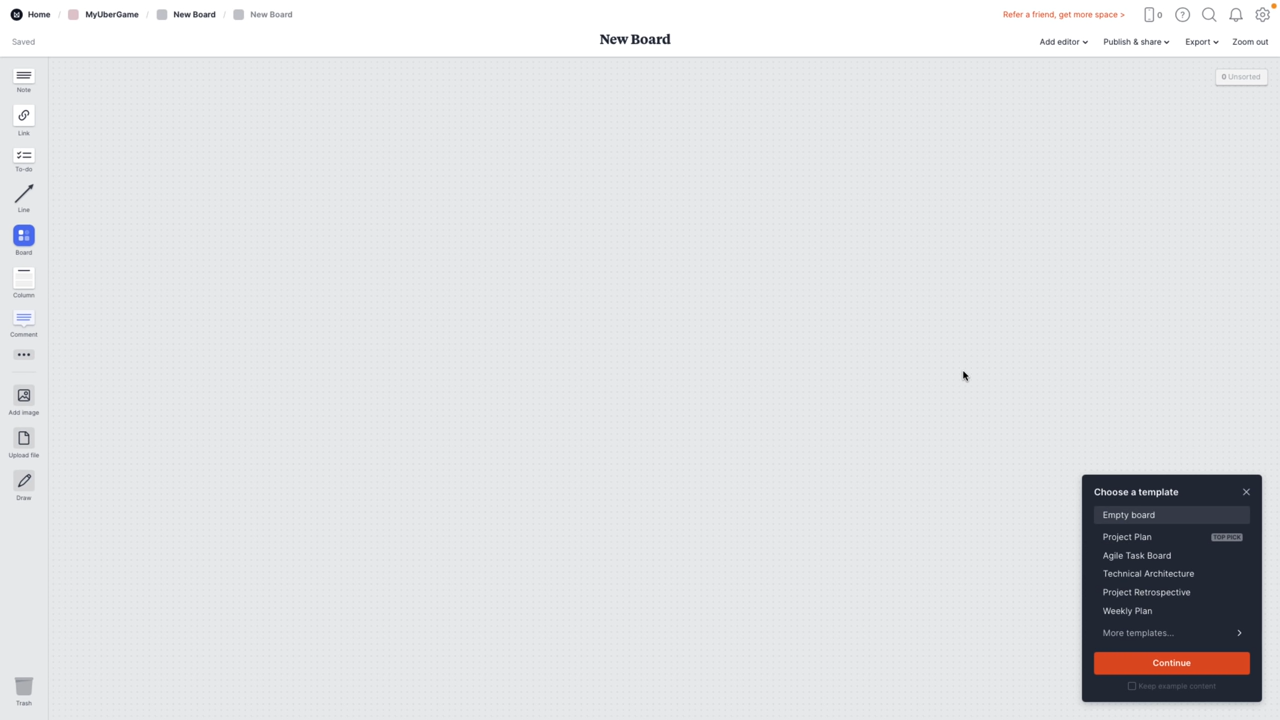 Home / MyUberGame / New Board / New Board
Refer a friend, get more space >
0
Saved
New Board
Add editor
Publish & share
Export
Zoom out
0 Unsorted
Note
Link
To-do
Line
Board
Column
Comment
Add image
Upload file
Draw
Trash
Choose a template
Empty board
Project Plan TOP PICK
Agile Task Board
Technical Architecture
Project Retrospective
Weekly Plan
More templates...
Continue
Keep example content